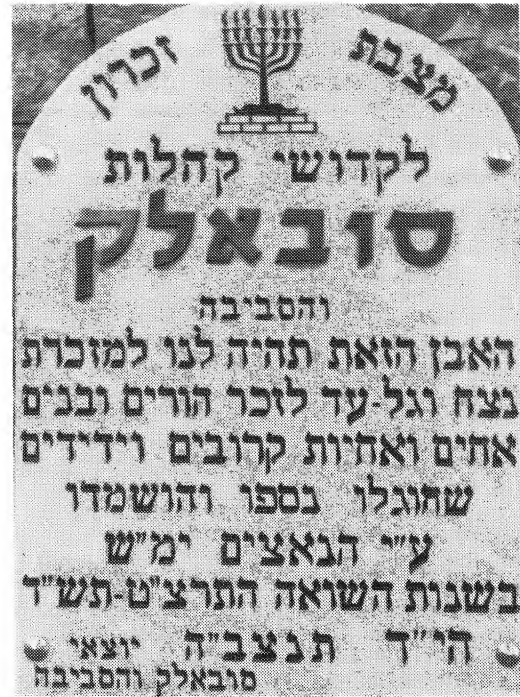 מצבת זכרון
לקדושי קהלות
סובאלק
והסביבה
האבן הזאת תהיה לנו למזכרת
נצח וגל-עד לזכר הורים ובנים
אחים ואחיות קרובים וידידים
שהוגלו נספו והושמדו
ע״י הנאצים ימ״ש
בשנות השואה התרצ״ט-תש״ד
הי״ד תנצב״ה יוצאי
סובאלק והסביבה